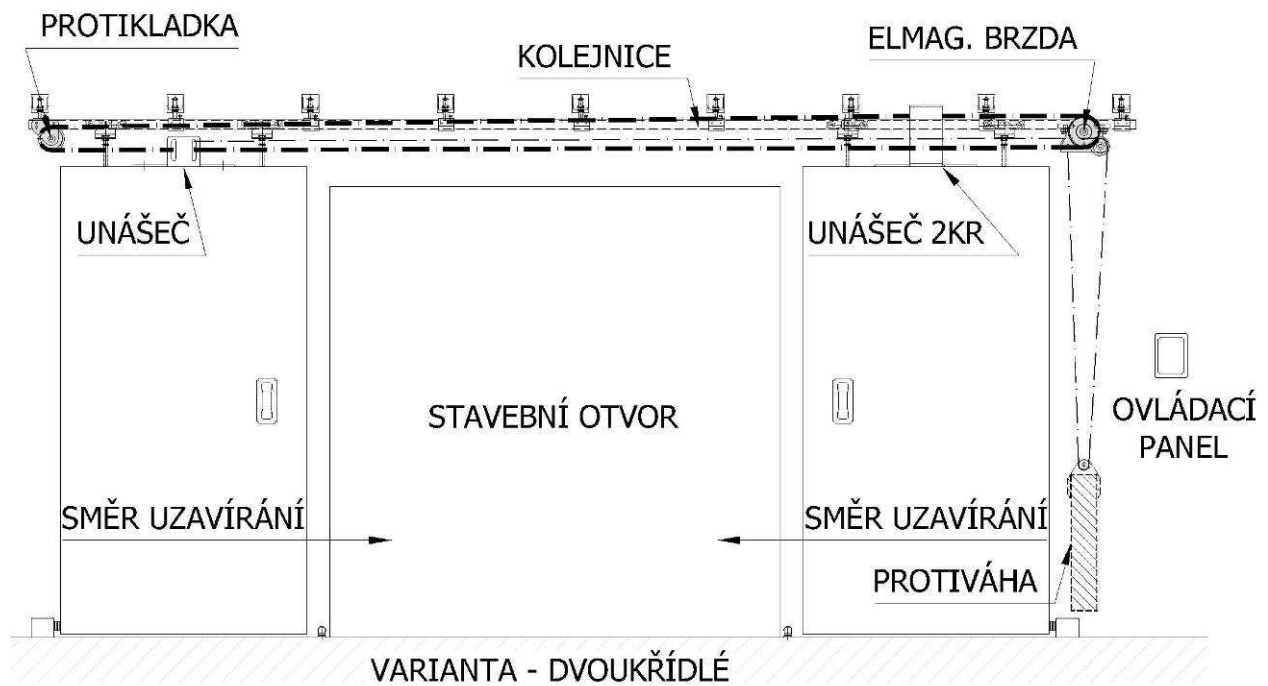 PROTIKLADKA
KOLEJNICE
ELMAG. BRZDA
UNÁŠEČ
UNÁŠEČ 2KR
STAVEBNÍ OTVOR
OVLÁDACÍ
PANEL
SMĚR UZAVÍRÁNÍ
SMĚR UZAVÍRÁNÍ
PROTIVÁHA
VARIANTA - DVOUKŘÍDLÉ